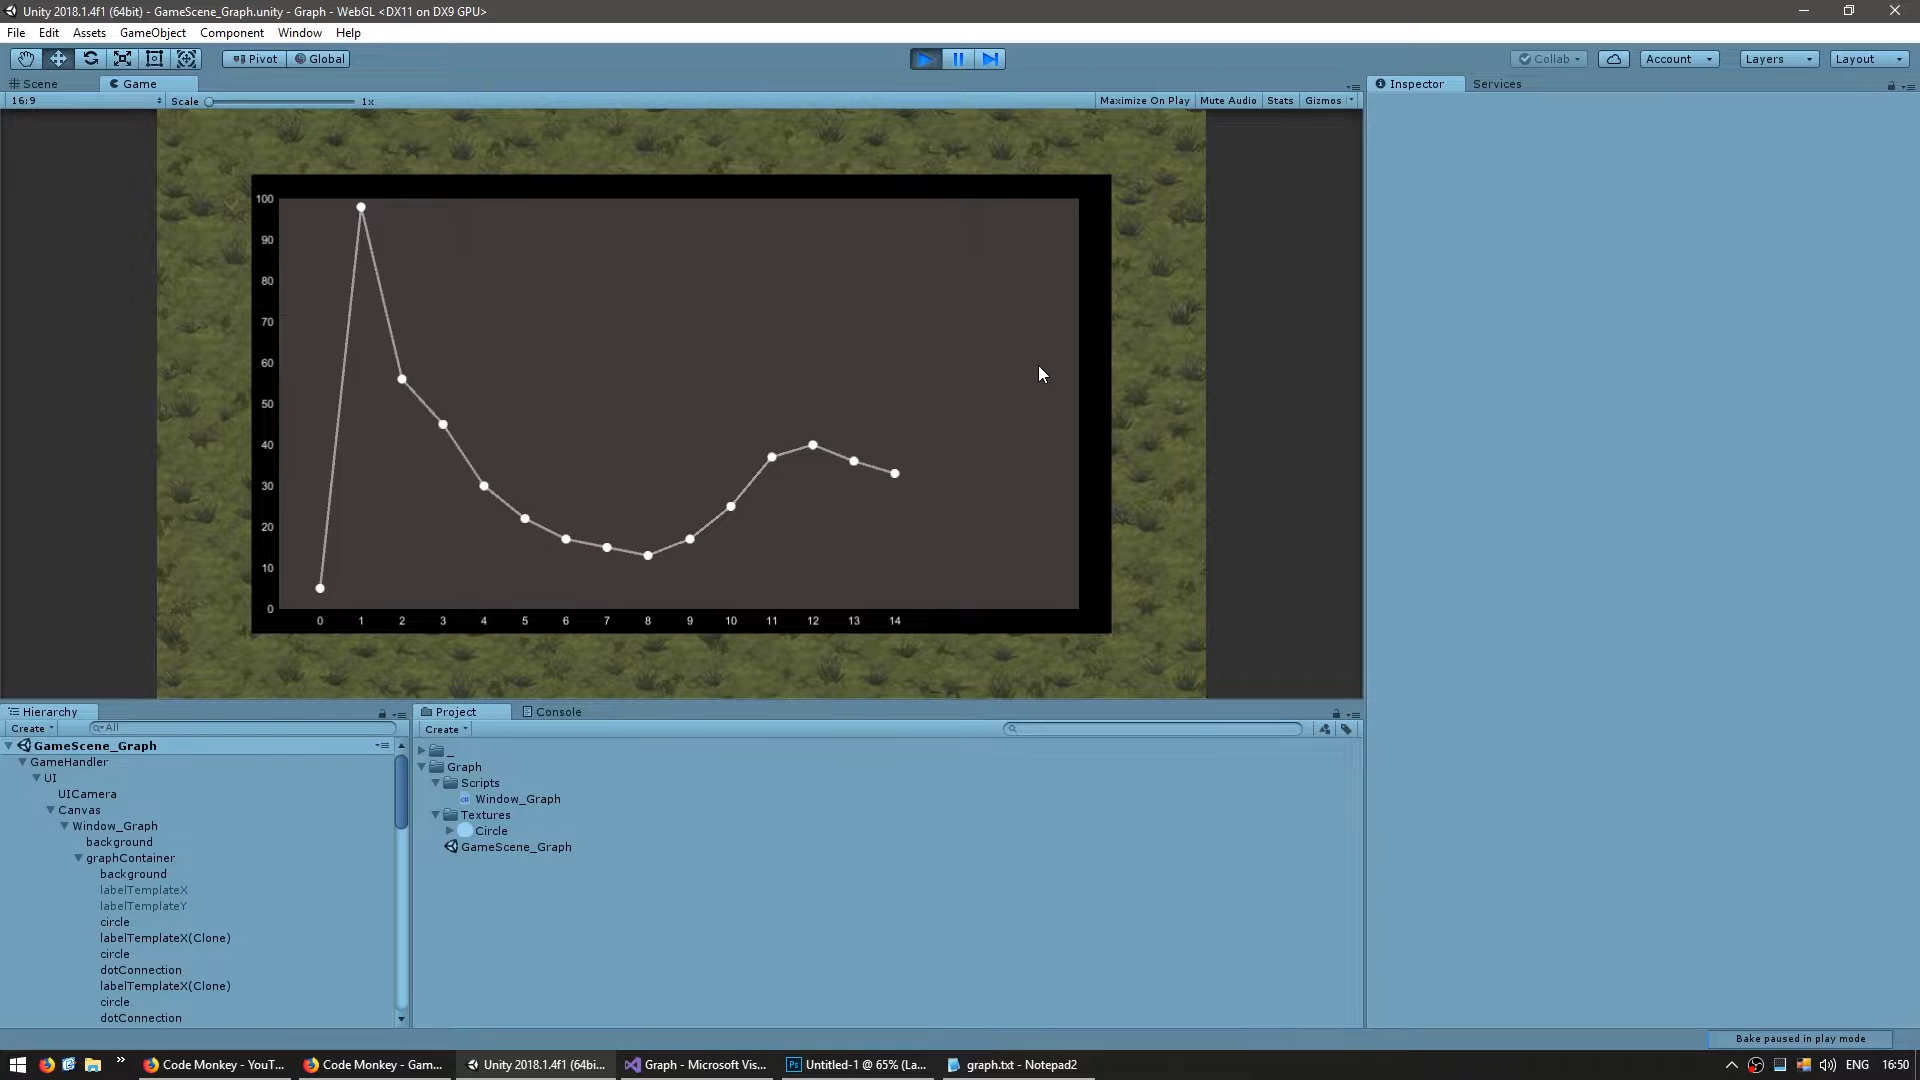 Unity 2018.1.4f1 (64bit) - GameScene_Graph.unity - Graph - WebGL <DX11 on DX9 GPU>
File Edit Assets GameObject Component Window Help
Pivot Global Collab Account Layers Layout
Scene Game Inspector Services
16:9 Scale 1x Maximize On Play Mute Audio Stats Gizmos
100
90
80
70
60
50
40
30
20
10
0
0 1 2 3 4 5 6 7 8 9 10 11 12 13 14
Hierarchy
Create All
GameScene_Graph
GameHandler
UI
UICamera
Canvas
Window_Graph
background
graphContainer
background
labelTemplateX
labelTemplateY
circle
labelTemplateX(Clone)
circle
dotConnection
labelTemplateX(Clone)
circle
dotConnection
Project Console
Create
_
Graph
Scripts
C# Window_Graph
Textures
Circle
GameScene_Graph
Bake paused in play mode
Code Monkey - YouT... Code Monkey - Gam... Unity 2018.1.4f1 (64bi... Graph - Microsoft Vis... Ps Untitled-1 @ 65% (La... graph.txt - Notepad2 ENG 16:50